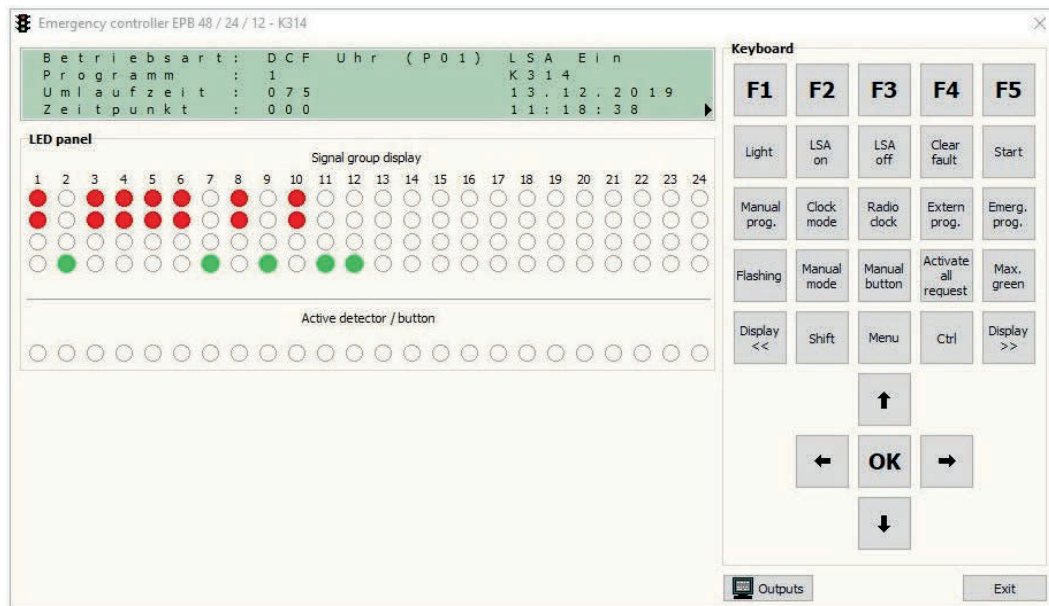 Emergency controller EPB 48 / 24 / 12 - K314
Betriebsart: DCF Uhr (P01) LSA Ein
Programm : 1 K314
Umlaufzeit : 075 13.12.2019
Zeitpunkt : 000 11:18:38
LED panel
Signal group display
1 2 3 4 5 6 7 8 9 10 11 12 13 14 15 16 17 18 19 20 21 22 23 24
Active detector / button
Keyboard
F1 F2 F3 F4 F5
Light
LSA
on
LSA
off
Clear
fault
Start
Manual
prog.
Clock
mode
Radio
clock
Extern
prog.
Emerg.
prog.
Flashing
Manual
mode
Manual
button
Activate
all
request
Max.
green
Display
<<
Shift
Menu
Ctrl
Display
>>
OK
Outputs
Exit